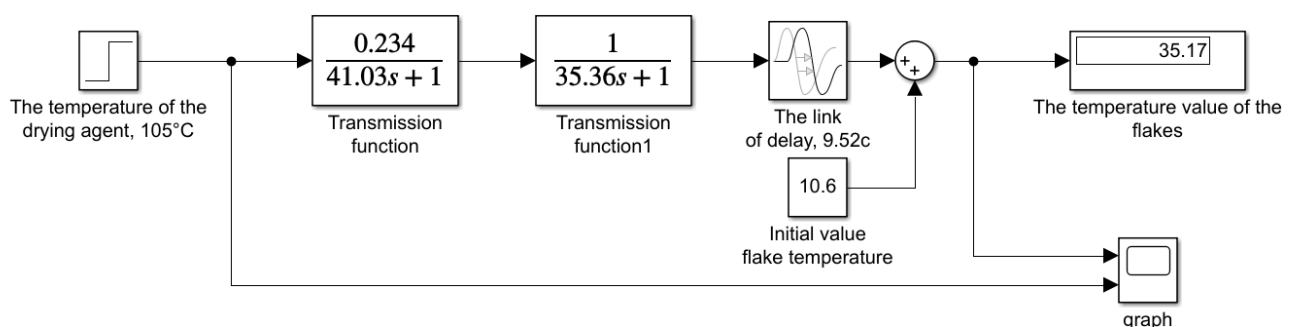 The temperature of the
drying agent, 105°C
0.234
41.03s + 1
Transmission
function
1
35.36s + 1
Transmission
function1
The link
of delay, 9.52c
++
10.6
Initial value
flake temperature
35.17
The temperature value of the
flakes
graph